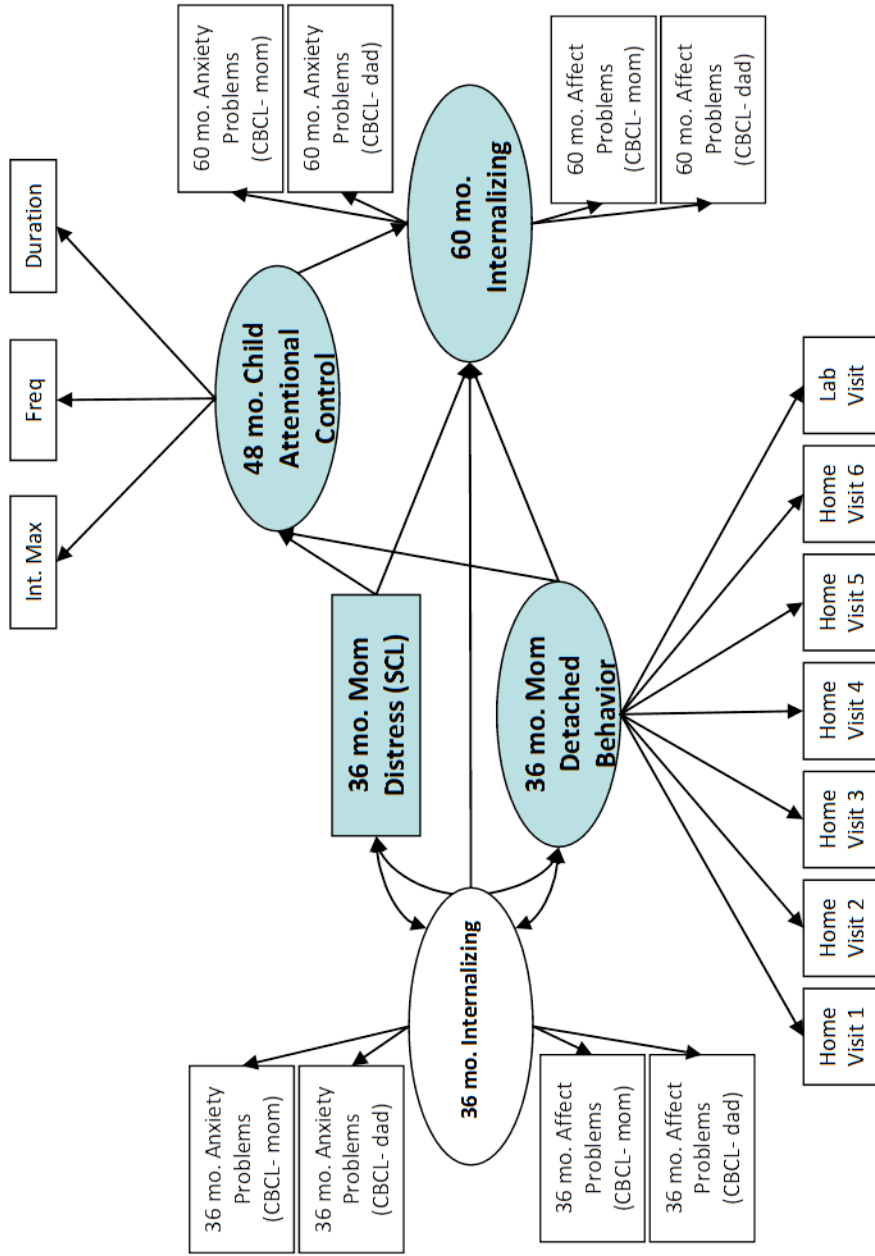 Int. Max
Freq
Duration
36 mo. Anxiety
Problems
(CBCL- mom)
36 mo. Anxiety
Problems
(CBCL- dad)
36 mo. Internalizing
36 mo. Affect
Problems
(CBCL- mom)
36 mo. Affect
Problems
(CBCL- dad)
36 mo. Mom
Distress (SCL)
36 mo. Mom
Detached
Behavior
48 mo. Child
Attentional
Control
60 mo. Anxiety
Problems
(CBCL- mom)
60 mo. Anxiety
Problems
(CBCL- dad)
60 mo.
Internalizing
60 mo. Affect
Problems
(CBCL- mom)
60 mo. Affect
Problems
(CBCL- dad)
Home
Visit 1
Home
Visit 2
Home
Visit 3
Home
Visit 4
Home
Visit 5
Home
Visit 6
Lab
Visit